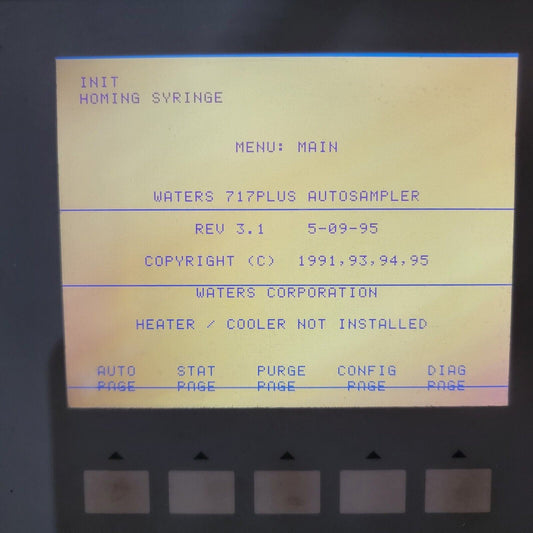 INIT
HOMING SYRINGE
MENU: MAIN
WATERS 717PLUS AUTOSAMPLER
REV 3.1 5-09-95
COPYRIGHT (C) 1991,93,94,95
WATERS CORPORATION
HEATER / COOLER NOT INSTALLED
AUTO STAT PURGE CONFIG DIAG
PAGE PAGE PAGE PAGE PAGE